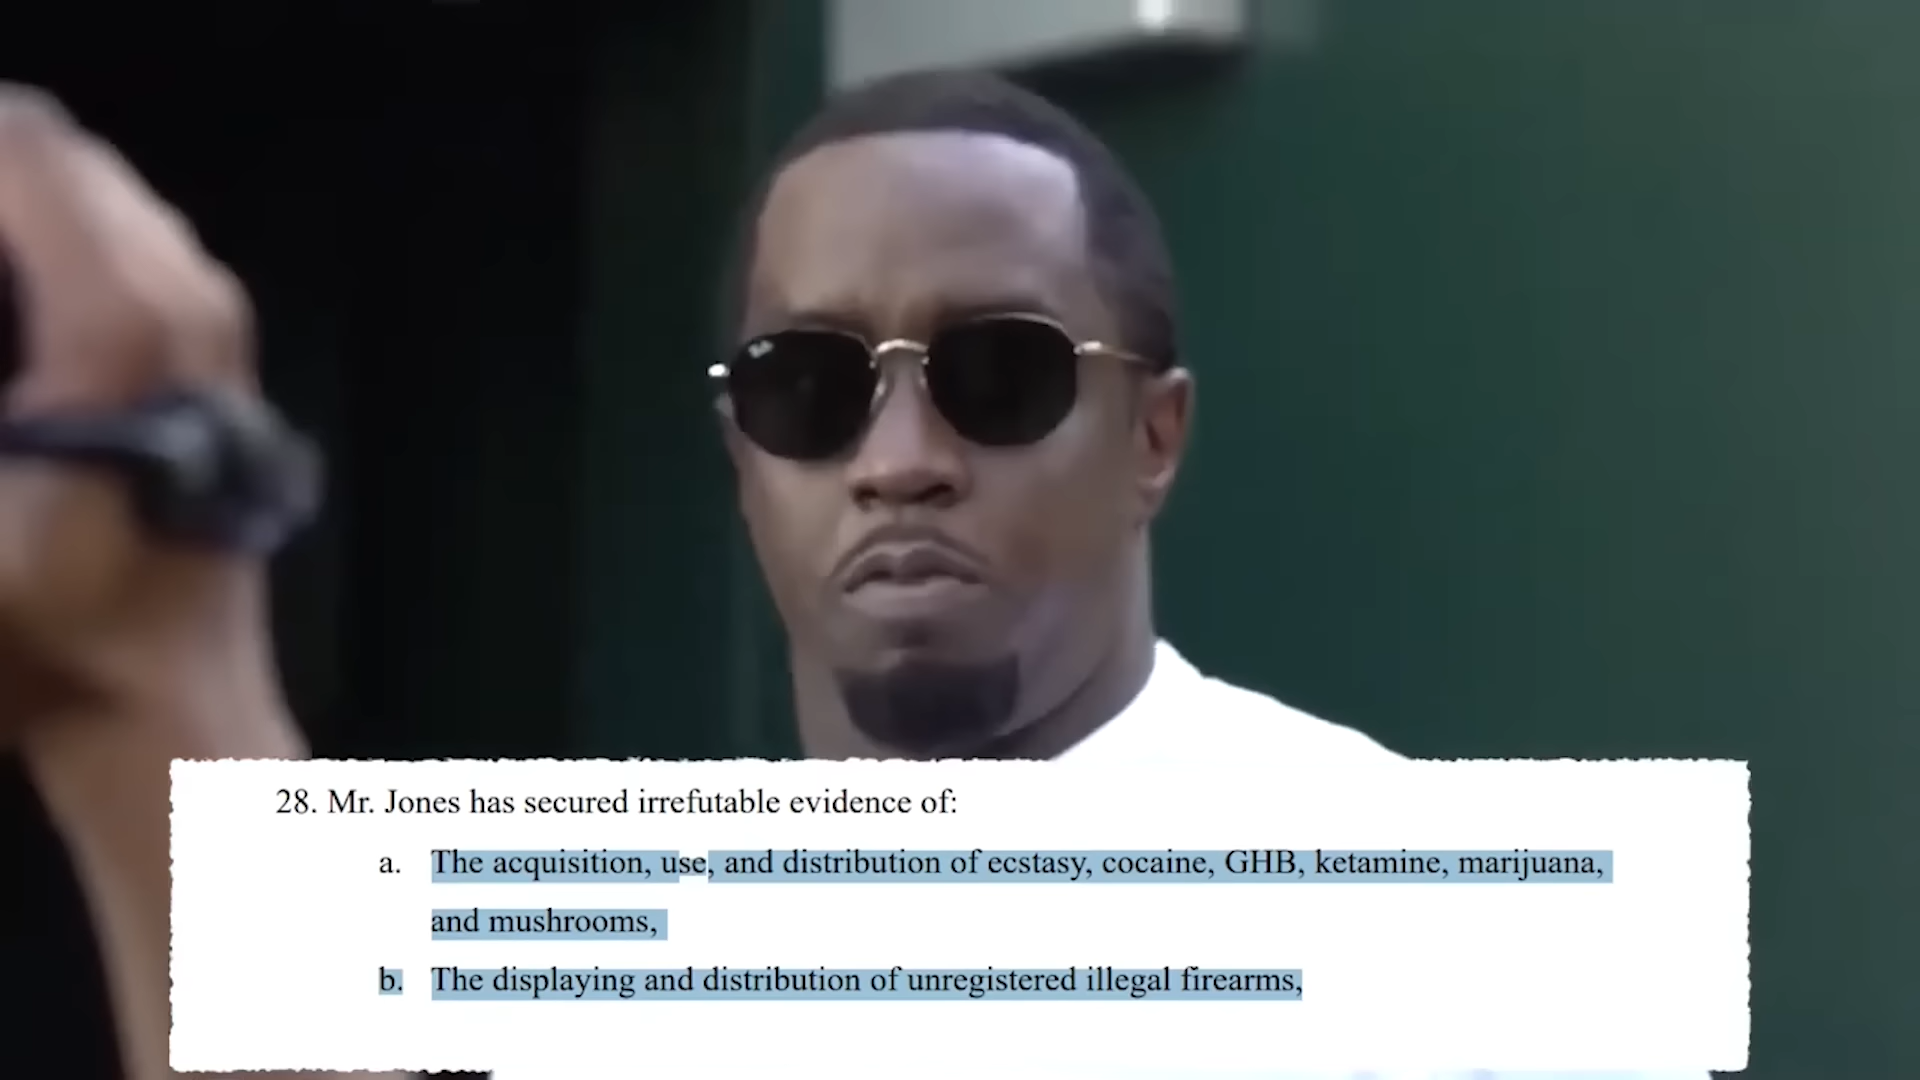 28. Mr. Jones has secured irrefutable evidence of:
a. The acquisition, use, and distribution of ecstasy, cocaine, GHB, ketamine, marijuana,
and mushrooms,
b. The displaying and distribution of unregistered illegal firearms,